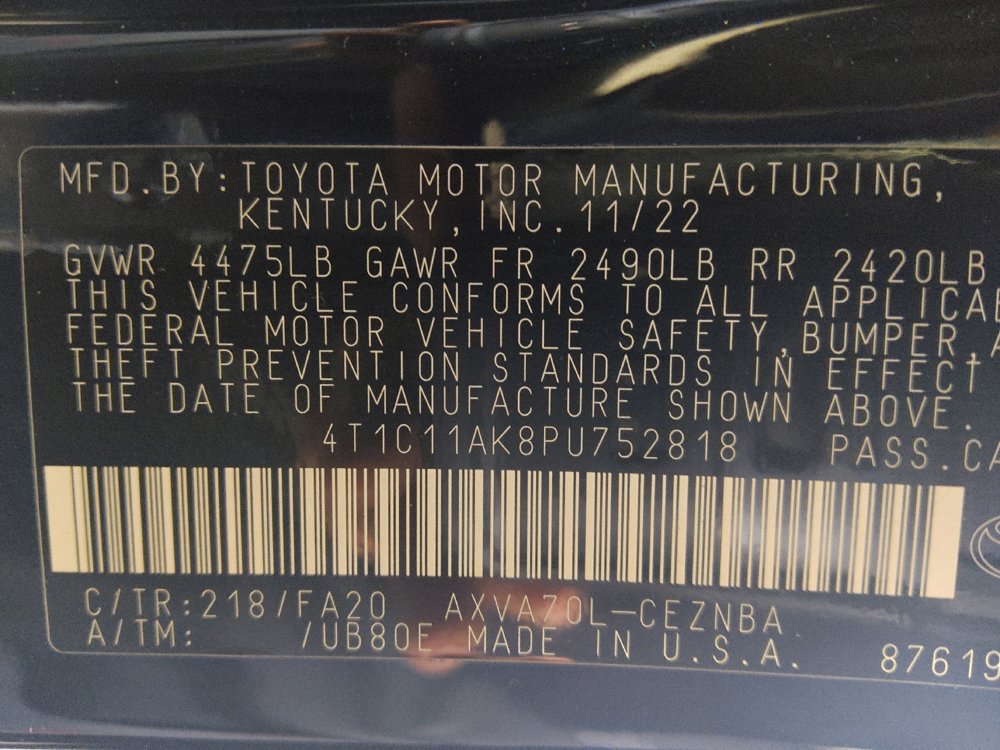 MFD.BY:TOYOTA MOTOR MANUFACTURING,
KENTUCKY,INC.11/22
GVWR 4475LB GAWR FR 2490LB RR 2420LB
THIS VEHICLE CONFORMS TO ALL APPLICA
FEDERAL MOTOR VEHICLE SAFETY,BUMPER,A
THEFT PREVENTION STANDARDS IN EFFECT
THE DATE OF MANUFACTURE SHOWN ABOVE.
4T1C11AK8PU752818 PASS.CA
C/TR:218/FA20 AXVA70L-CEZNBA
A/TM: /UB80E MADE IN U.S.A. 87619